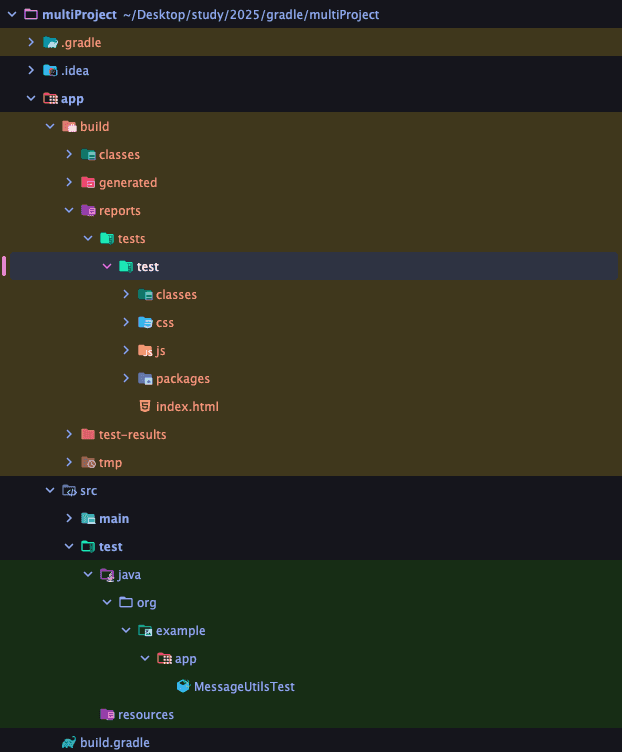 multiProject ~/Desktop/study/2025/gradle/multiProject
.gradle
.idea
app
build
classes
generated
reports
tests
test
classes
css
JS js
packages
index.html
test-results
tmp
src
main
test
java
org
example
app
MessageUtilsTest
resources
build.gradle